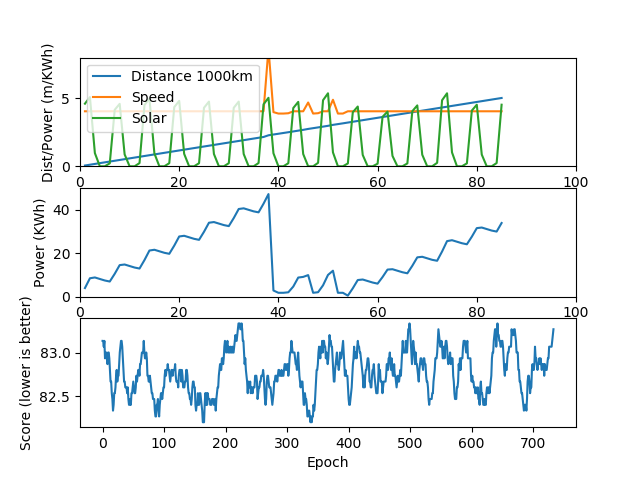 Dist/Power (m/KWh)
5
0
Distance 1000km
Speed
Solar
0 20 40 60 80 100
Power (KWh)
40
20
0
0 20 40 60 80 100
Score (lower is better)
83.0
82.5
0 100 200 300 400 500 600 700
Epoch